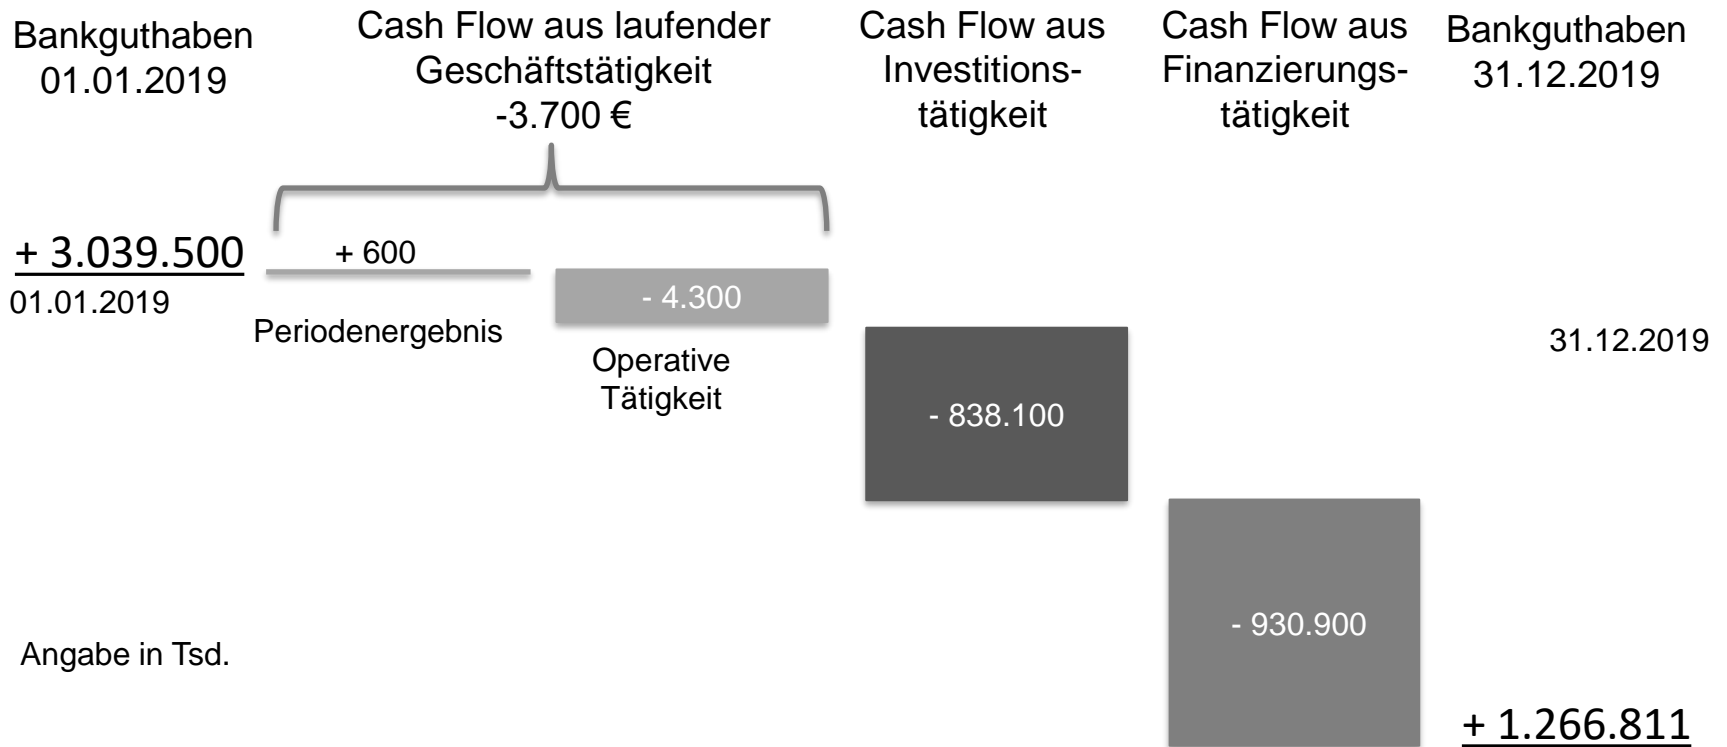 Bankguthaben
01.01.2019
Cash Flow aus laufender
Geschäftstätigkeit
-3.700 €
Cash Flow aus
Investitions-
tätigkeit
Cash Flow aus
Finanzierungs-
tätigkeit
Bankguthaben
31.12.2019
+ 3.039.500
01.01.2019
+ 600
Periodenergebnis
- 4.300
Operative
Tätigkeit
- 838.100
- 930.900
31.12.2019
Angabe in Tsd.
+ 1.266.811